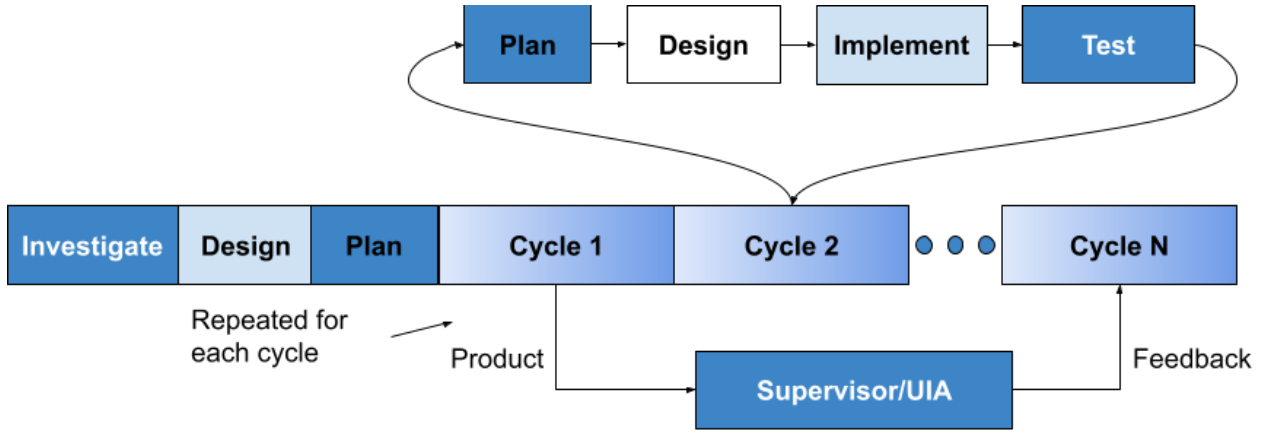 Plan
Design
Implement
Test
Investigate
Design
Plan
Cycle 1
Cycle 2
Cycle N
Repeated for
each cycle
Product
Supervisor/UIA
Feedback